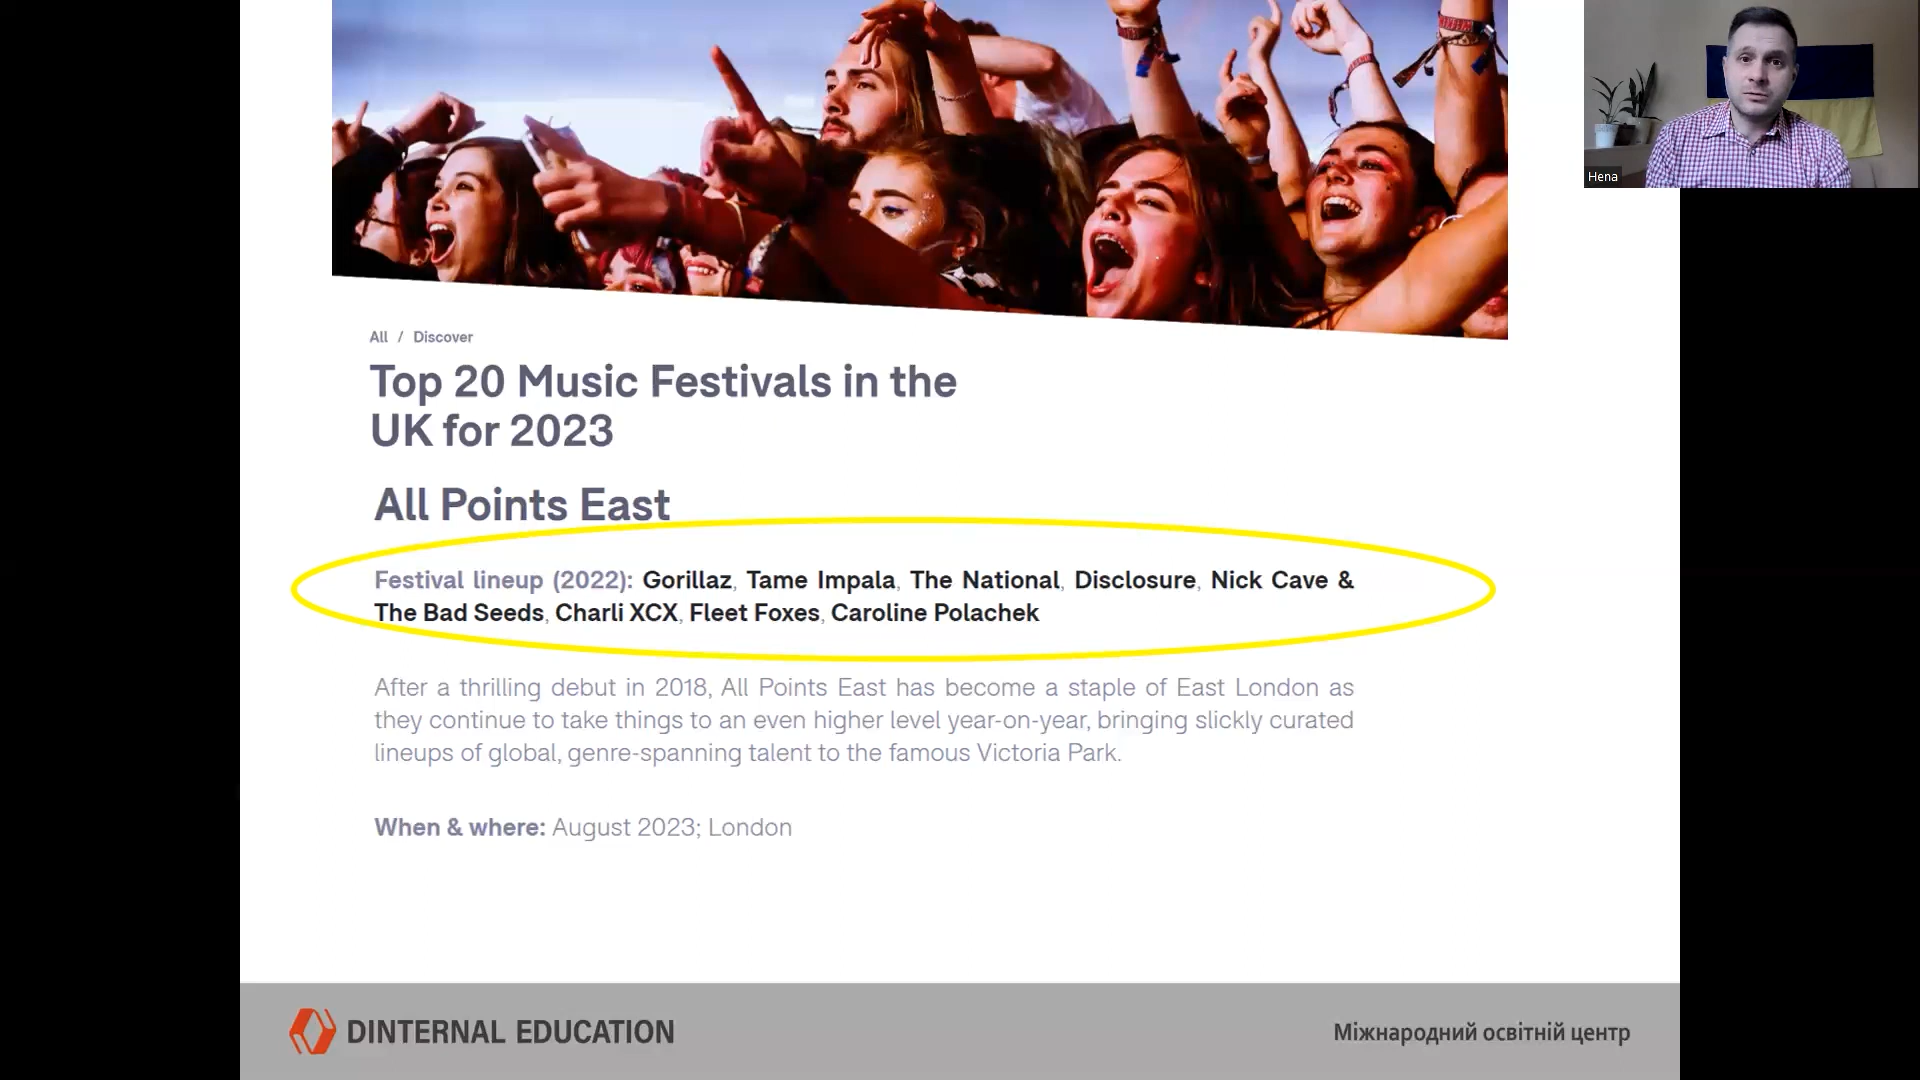 Hena
All / Discover
Top 20 Music Festivals in the
UK for 2023
All Points East
Festival lineup (2022): Gorillaz, Tame Impala, The National, Disclosure, Nick Cave &
The Bad Seeds, Charli XCX, Fleet Foxes, Caroline Polachek
After a thrilling debut in 2018, All Points East has become a staple of East London as
they continue to take things to an even higher level year-on-year, bringing slickly curated
lineups of global, genre-spanning talent to the famous Victoria Park.
When & where: August 2023; London
DINTERNAL EDUCATION
Міжнародний освітній центр